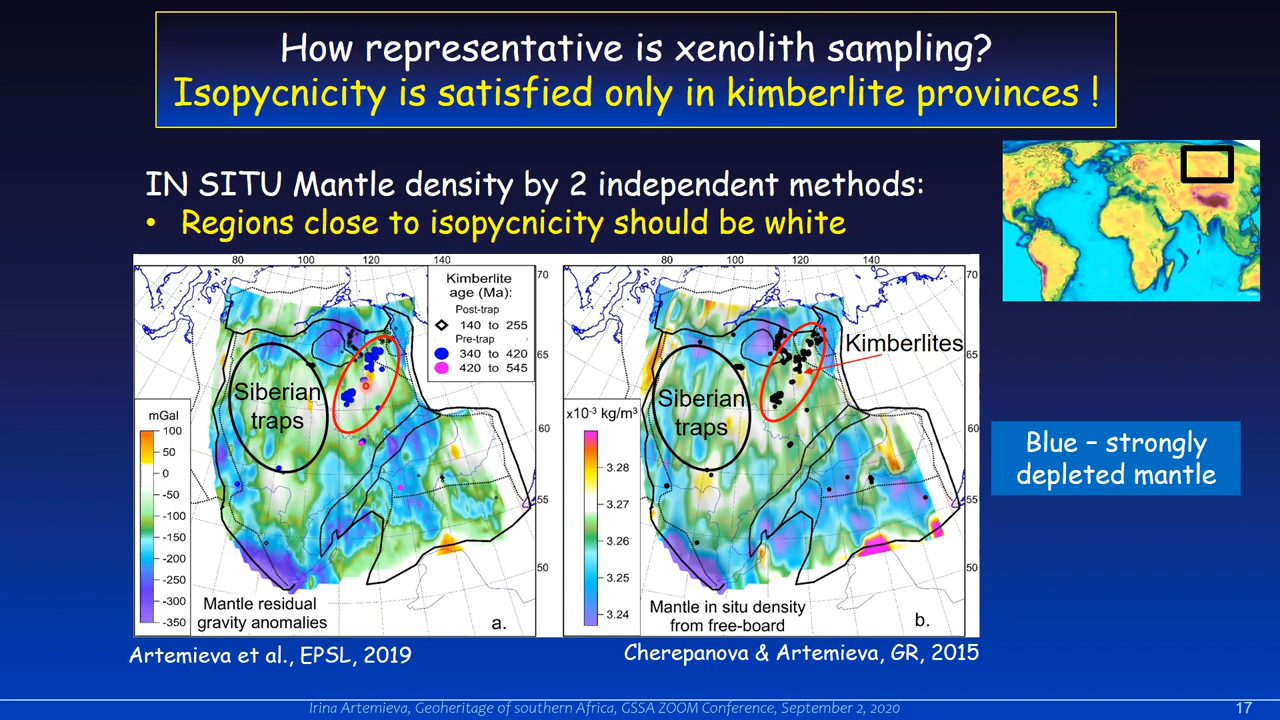 How representative is xenolith sampling?
Isopycnicity is satisfied only in kimberlite provinces !
IN SITU Mantle density by 2 independent methods:
• Regions close to isopycnicity should be white
80 100 120 140
Kimberlite
age (Ma):
Post-trap
140 to 255
Pre-trap
340 to 420
420 to 545
70
65
60
55
50
Siberian
traps
mGal
100
50
0
-50
-100
-150
-200
-250
-300
-350
Mantle residual
gravity anomalies
a.
80 100 120 140
70
65
60
55
50
Kimberlites
Siberian
traps
x10⁻³ kg/m³
3.28
3.27
3.26
3.25
3.24
Mantle in situ density
from free-board
b.
Blue – strongly
depleted mantle
Artemieva et al., EPSL, 2019
Cherepanova & Artemieva, GR, 2015
Irina Artemieva, Geoheritage of southern Africa, GSSA ZOOM Conference, September 2, 2020
17